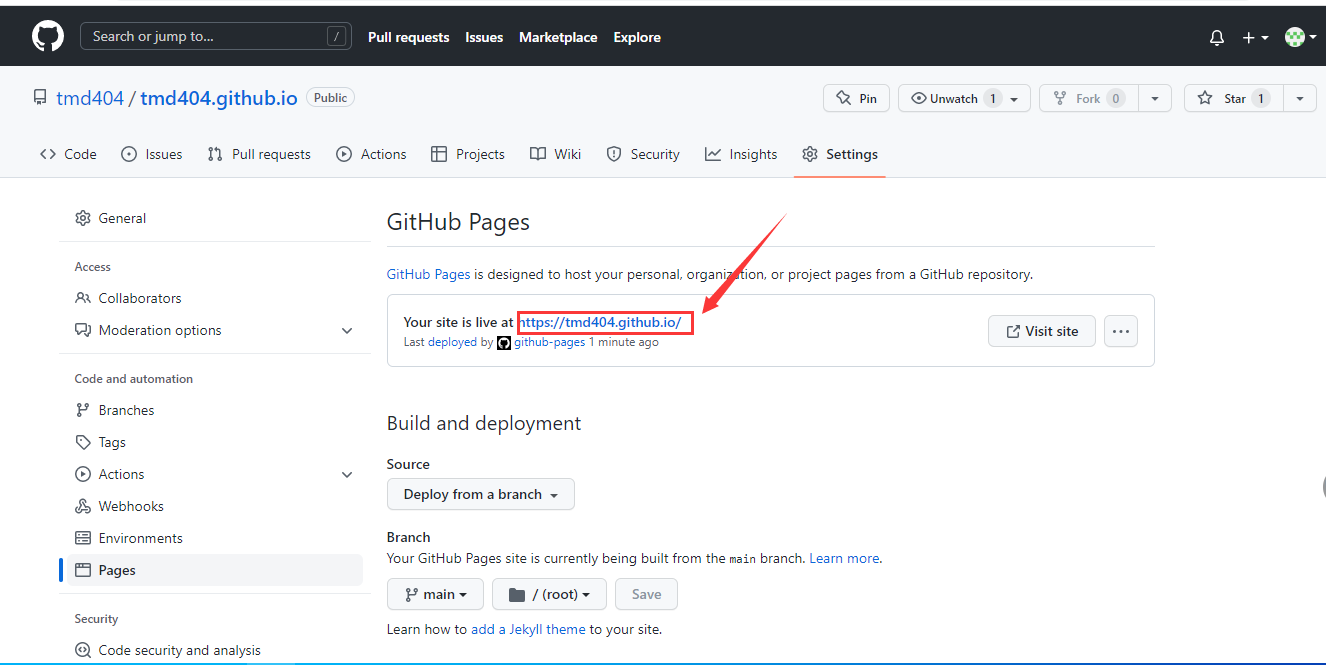 Search or jump to... / Pull requests Issues Marketplace Explore
tmd404 / tmd404.github.io Public
Pin Unwatch 1 Fork 0 Star 1
Code Issues Pull requests Actions Projects Wiki Security Insights Settings
General
Access
Collaborators
Moderation options
Code and automation
Branches
Tags
Actions
Webhooks
Environments
Pages
Security
Code security and analysis
GitHub Pages
GitHub Pages is designed to host your personal, organization, or project pages from a GitHub repository.
Your site is live at https://tmd404.github.io/
Last deployed by github-pages 1 minute ago
Visit site
Build and deployment
Source
Deploy from a branch
Branch
Your GitHub Pages site is currently being built from the main branch. Learn more.
main / (root) Save
Learn how to add a Jekyll theme to your site.